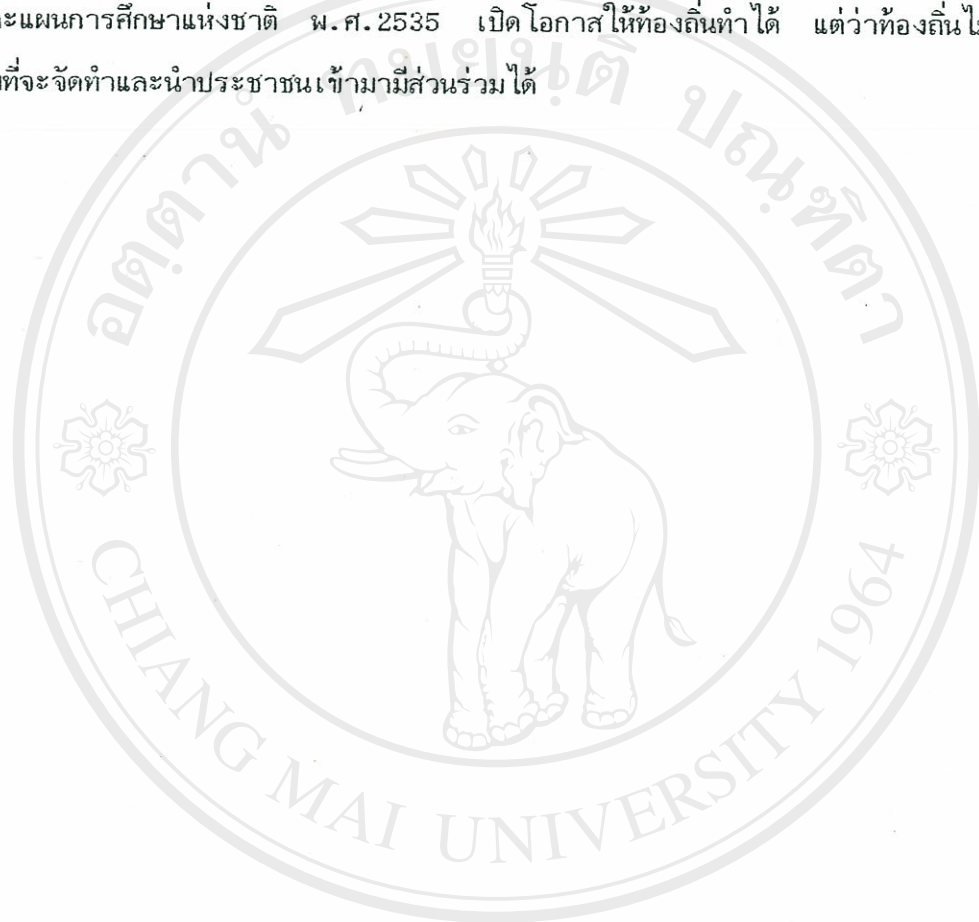 ะแผนการศึกษาแห่งชาติ พ.ศ.2535 เปิดโอกาสให้ท้องถิ่นทำได้ แต่ว่าท้องถิ่นไ
ที่จะจัดทำและนำประชาชนเข้ามามีส่วนร่วมได้
CHIANG MAI UNIVERSITY 1964